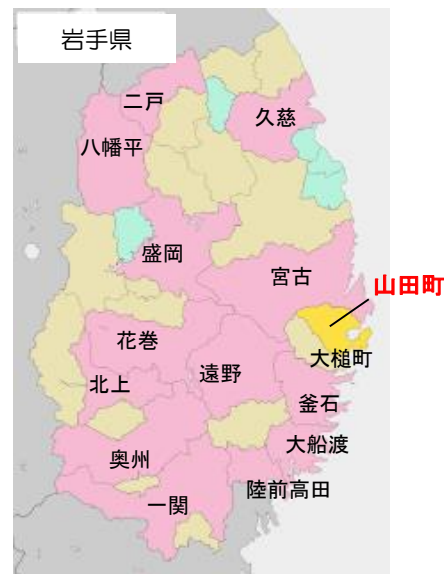 岩手県
二戸
久慈
八幡平
盛岡
宮古
山田町
花巻
遠野
大槌町
北上
釜石
大船渡
奥州
陸前高田
一関